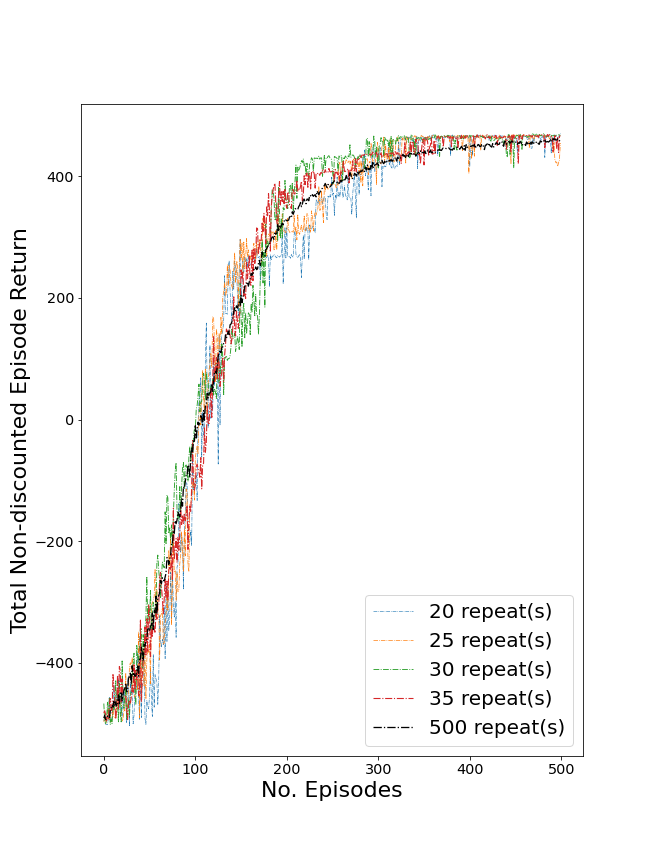 Total Non-discounted Episode Return
400
200
0
−200
−400
0 100 200 300 400 500
No. Episodes
20 repeat(s)
25 repeat(s)
30 repeat(s)
35 repeat(s)
500 repeat(s)